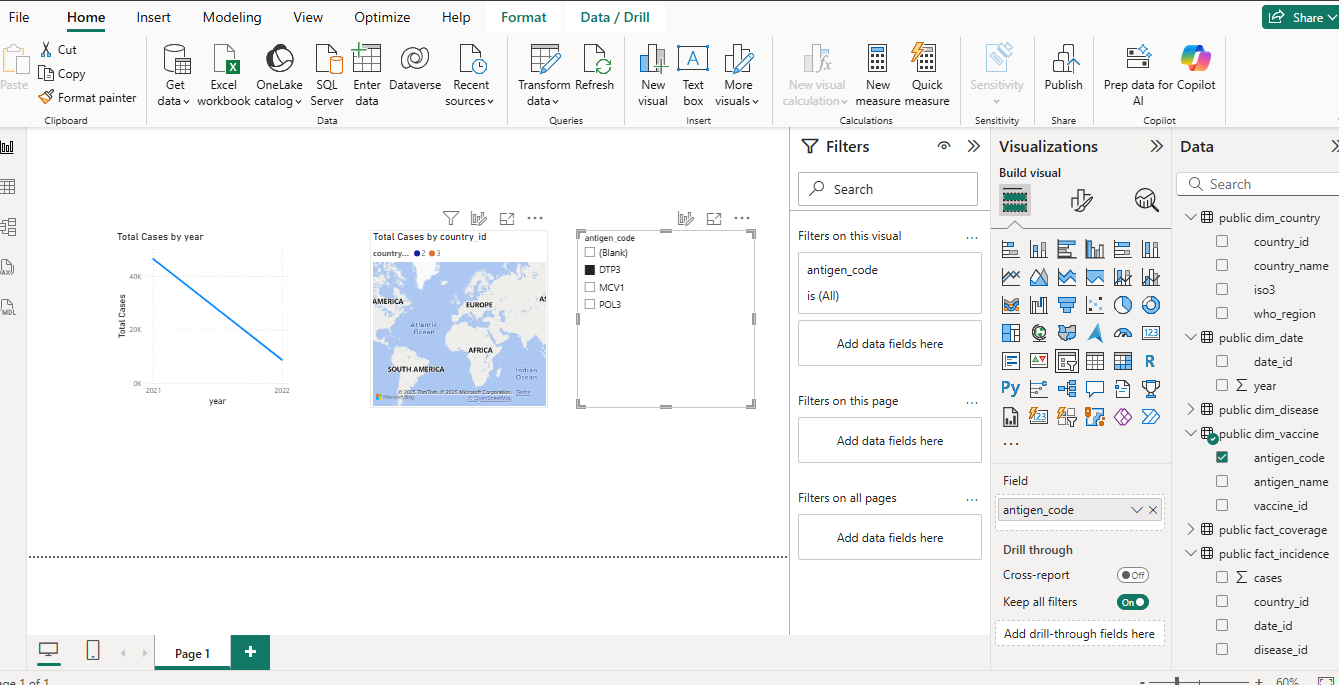 File Home Insert Modeling View Optimize Help Format Data / Drill Share
Paste
Cut
Copy
Format painter
Clipboard
Get data
Excel workbook
OneLake catalog
SQL Server
Enter data
Dataverse
Recent sources
Data
Transform data
Refresh
Queries
New visual
Text box
More visuals
Insert
New visual calculation
New measure
Quick measure
Calculations
Sensitivity
Sensitivity
Publish
Share
Prep data for AI
Copilot
Copilot
Total Cases by year
Total Cases
40K
20K
0K
2021 2022
year
Total Cases by country_id
country... 2 3
AMERICA
EUROPE
AS
Atlantic
Ocean
AFRICA
SOUTH AMERICA
Indian
Ocean
Microsoft Bing
© 2025 TomTom, © 2025 Microsoft Corporation, Terms
© OpenStreetMap
antigen_code
(Blank)
DTP3
MCV1
POL3
Filters
Search
Filters on this visual ...
antigen_code
is (All)
Add data fields here
Filters on this page ...
Add data fields here
Filters on all pages ...
Add data fields here
Visualizations
Build visual
123
R
Py
123
...
Field
antigen_code
Drill through
Cross-report Off
Keep all filters On
Add drill-through fields here
Data
Search
public dim_country
country_id
country_name
iso3
who_region
public dim_date
date_id
year
public dim_disease
public dim_vaccine
antigen_code
antigen_name
vaccine_id
public fact_coverage
public fact_incidence
cases
country_id
date_id
disease_id
Page 1
age 1 of 1
- + 60%